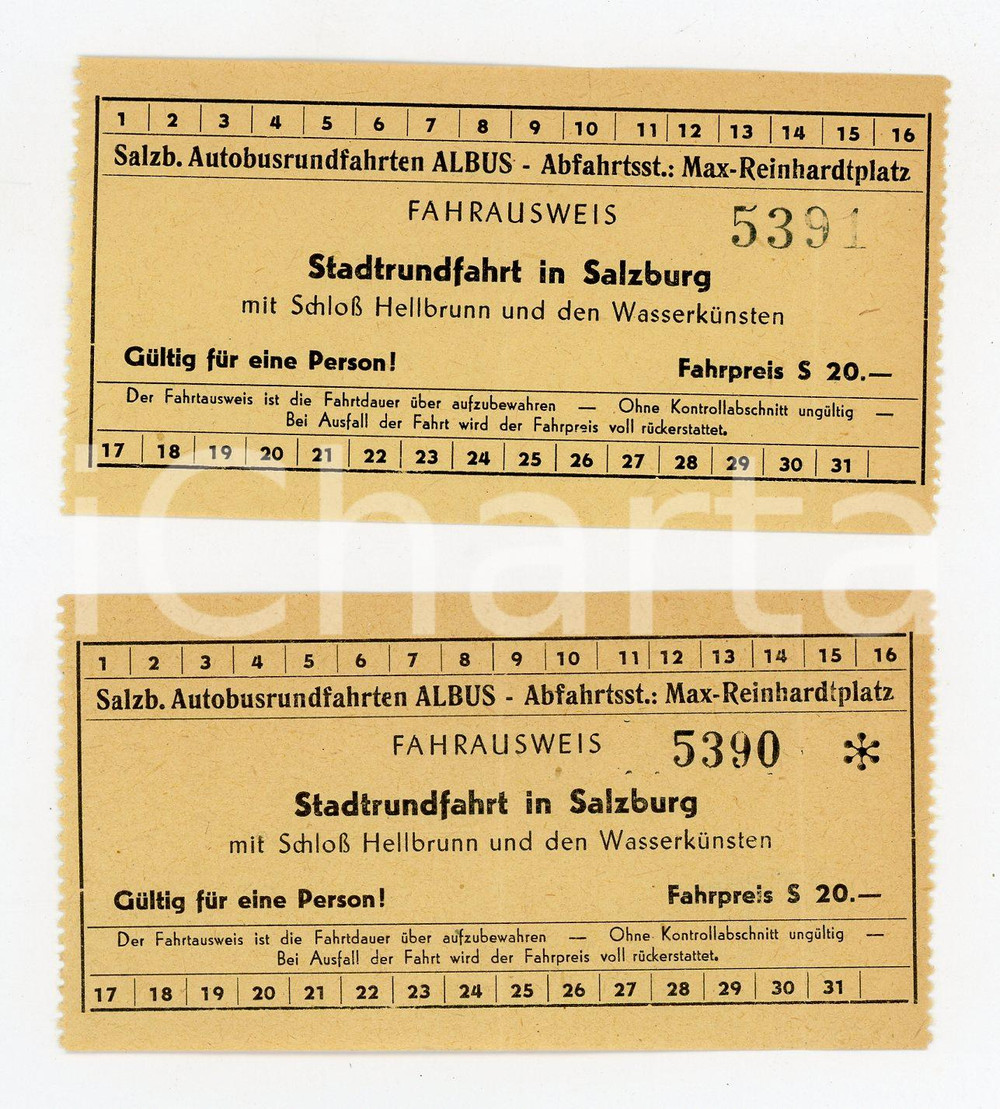 1 2 3 4 5 6 7 8 9 10 11 12 13 14 15 16
Salzb. Autobusrundfahrten ALBUS - Abfahrtsst.: Max-Reinhardtplatz
FAHRAUSWEIS 5391
Stadtrundfahrt in Salzburg
mit Schloß Hellbrunn und den Wasserkünsten
Gültig für eine Person! Fahrpreis S 20.—
Der Fahrtausweis ist die Fahrtdauer über aufzubewahren — Ohne Kontrollabschnitt ungültig —
Bei Ausfall der Fahrt wird der Fahrpreis voll rückerstattet.
17 18 19 20 21 22 23 24 25 26 27 28 29 30 31
iCharta
1 2 3 4 5 6 7 8 9 10 11 12 13 14 15 16
Salzb. Autobusrundfahrten ALBUS - Abfahrtsst.: Max-Reinhardtplatz
FAHRAUSWEIS 5390 *
Stadtrundfahrt in Salzburg
mit Schloß Hellbrunn und den Wasserkünsten
Gültig für eine Person! Fahrpreis S 20.—
Der Fahrtausweis ist die Fahrtdauer über aufzubewahren — Ohne Kontrollabschnitt ungültig —
Bei Ausfall der Fahrt wird der Fahrpreis voll rückerstattet.
17 18 19 20 21 22 23 24 25 26 27 28 29 30 31